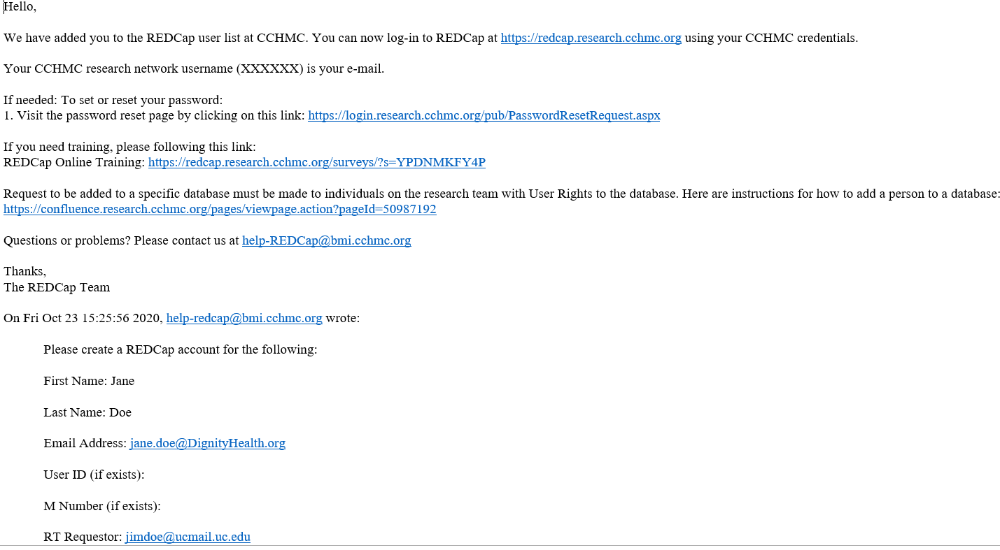 Hello,
We have added you to the REDCap user list at CCHMC. You can now log-in to REDCap at https://redcap.research.cchmc.org using your CCHMC credentials.
Your CCHMC research network username (XXXXXX) is your e-mail.
If needed: To set or reset your password:
1. Visit the password reset page by clicking on this link: https://login.research.cchmc.org/pub/PasswordResetRequest.aspx
If you need training, please following this link:
REDCap Online Training: https://redcap.research.cchmc.org/surveys/?s=YPDNMKFY4P
Request to be added to a specific database must be made to individuals on the research team with User Rights to the database. Here are instructions for how to add a person to a database:
https://confluence.research.cchmc.org/pages/viewpage.action?pageId=50987192
Questions or problems? Please contact us at help-REDCap@bmi.cchmc.org
Thanks,
The REDCap Team
On Fri Oct 23 15:25:56 2020, help-redcap@bmi.cchmc.org wrote:
Please create a REDCap account for the following:
First Name: Jane
Last Name: Doe
Email Address: jane.doe@DignityHealth.org
User ID (if exists):
M Number (if exists):
RT Requestor: jimdoe@ucmail.uc.edu